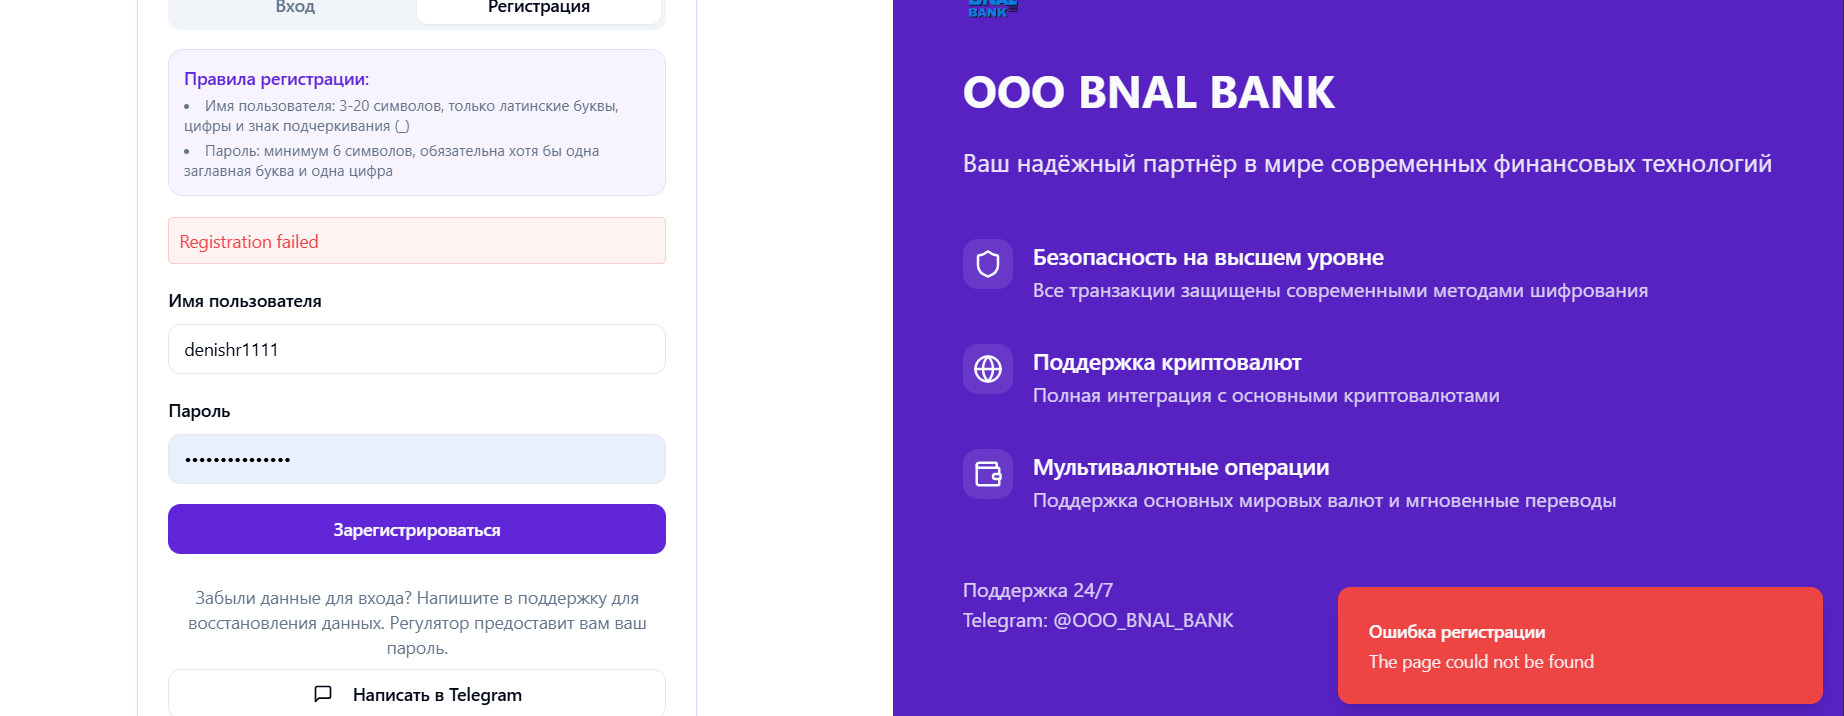 Вход
Регистрация
Правила регистрации:
• Имя пользователя: 3-20 символов, только латинские буквы,
цифры и знак подчеркивания (_)
• Пароль: минимум 6 символов, обязательна хотя бы одна
заглавная буква и одна цифра
Registration failed
Имя пользователя
denishr1111
Пароль
•••••••••••••••
Зарегистрироваться
Забыли данные для входа? Напишите в поддержку для
восстановления данных. Регулятор предоставит вам ваш
пароль.
Написать в Telegram
BNAL
BANK
ООО BNAL BANK
Ваш надёжный партнёр в мире современных финансовых технологий
Безопасность на высшем уровне
Все транзакции защищены современными методами шифрования
Поддержка криптовалют
Полная интеграция с основными криптовалютами
Мультивалютные операции
Поддержка основных мировых валют и мгновенные переводы
Поддержка 24/7
Telegram: @OOO_BNAL_BANK
Ошибка регистрации
The page could not be found